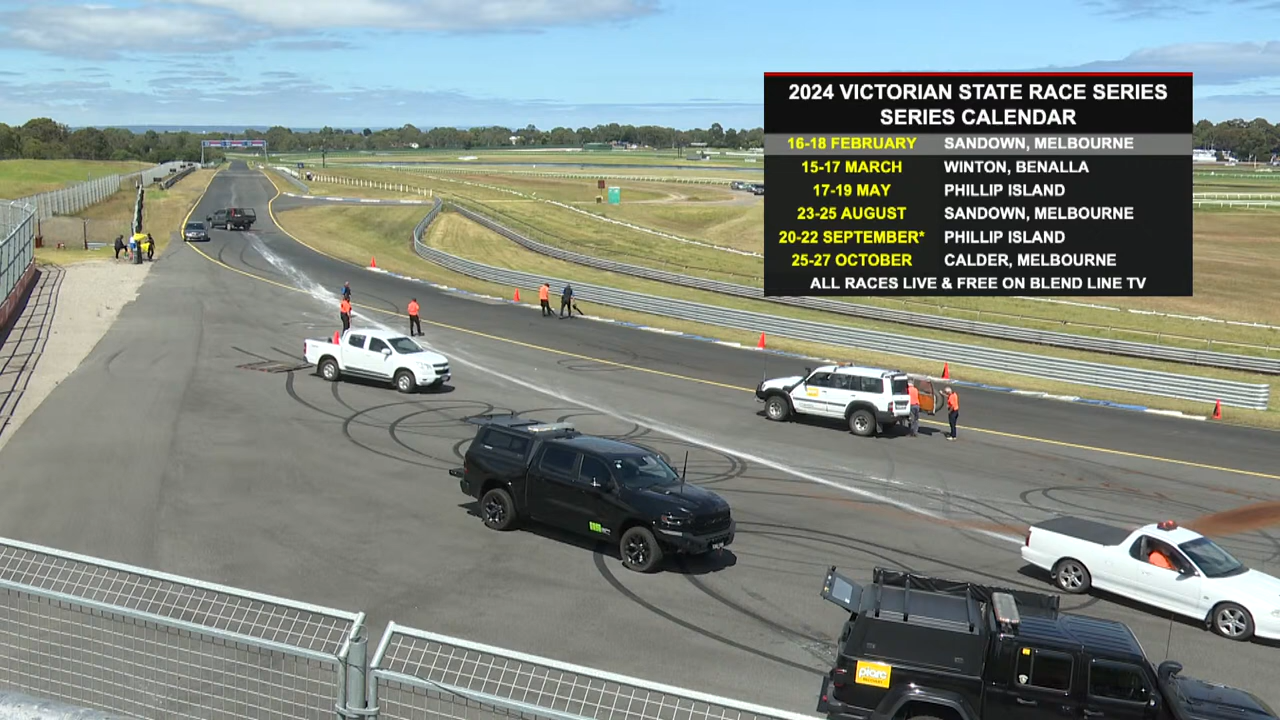 2024 VICTORIAN STATE RACE SERIES
SERIES CALENDAR
16-18 FEBRUARY SANDOWN, MELBOURNE
15-17 MARCH WINTON, BENALLA
17-19 MAY PHILLIP ISLAND
23-25 AUGUST SANDOWN, MELBOURNE
20-22 SEPTEMBER* PHILLIP ISLAND
25-27 OCTOBER CALDER, MELBOURNE
ALL RACES LIVE & FREE ON BLEND LINE TV
piarc